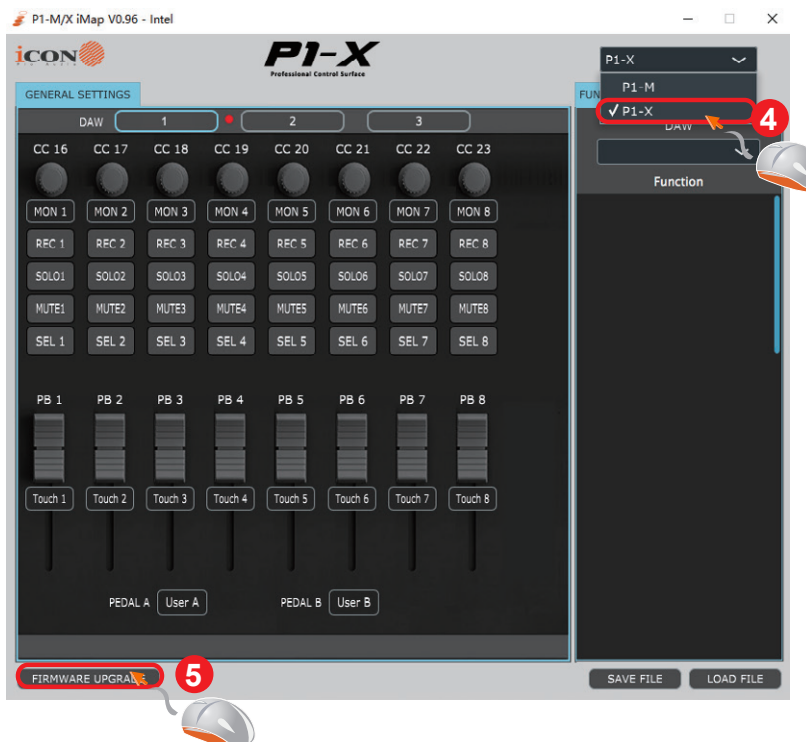 P1-M/X iMap V0.96 - Intel
icon
Pro Audio
P1-X
Professional Control Surface
P1-X
P1-M
✓ P1-X
4
GENERAL SETTINGS
FUN
DAW 1 2 3
DAW
Function
CC 16 CC 17 CC 18 CC 19 CC 20 CC 21 CC 22 CC 23
MON 1 MON 2 MON 3 MON 4 MON 5 MON 6 MON 7 MON 8
REC 1 REC 2 REC 3 REC 4 REC 5 REC 6 REC 7 REC 8
SOLO1 SOLO2 SOLO3 SOLO4 SOLO5 SOLO6 SOLO7 SOLO8
MUTE1 MUTE2 MUTE3 MUTE4 MUTE5 MUTE6 MUTE7 MUTE8
SEL 1 SEL 2 SEL 3 SEL 4 SEL 5 SEL 6 SEL 7 SEL 8
PB 1 PB 2 PB 3 PB 4 PB 5 PB 6 PB 7 PB 8
Touch 1 Touch 2 Touch 3 Touch 4 Touch 5 Touch 6 Touch 7 Touch 8
PEDAL A User A PEDAL B User B
FIRMWARE UPGRADE 5
SAVE FILE LOAD FILE